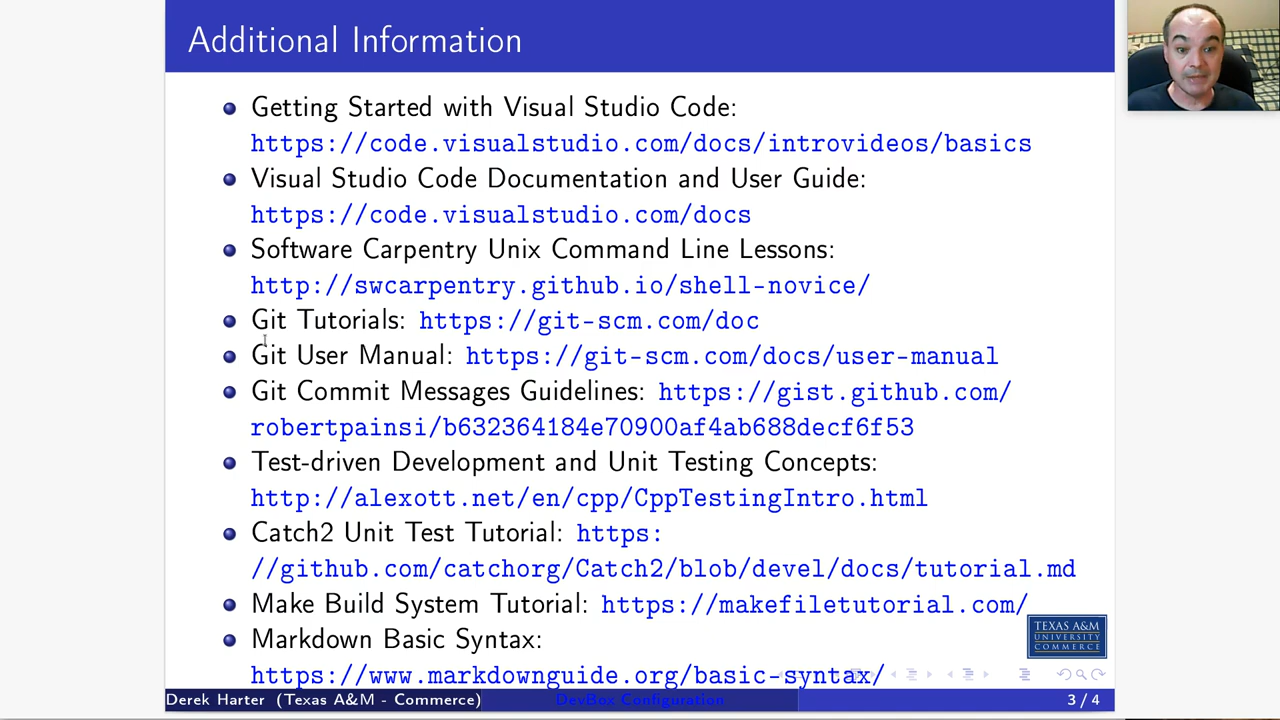 Additional Information
Getting Started with Visual Studio Code:
https://code.visualstudio.com/docs/introvideos/basics
Visual Studio Code Documentation and User Guide:
https://code.visualstudio.com/docs
Software Carpentry Unix Command Line Lessons:
http://swcarpentry.github.io/shell-novice/
Git Tutorials: https://git-scm.com/doc
Git User Manual: https://git-scm.com/docs/user-manual
Git Commit Messages Guidelines: https://gist.github.com/
robertpainsi/b632364184e70900af4ab688decf6f53
Test-driven Development and Unit Testing Concepts:
http://alexott.net/en/cpp/CppTestingIntro.html
Catch2 Unit Test Tutorial: https:
//github.com/catchorg/Catch2/blob/devel/docs/tutorial.md
Make Build System Tutorial: https://makefiletutorial.com/
Markdown Basic Syntax:
https://www.markdownguide.org/basic-syntax/
TEXAS A&M
UNIVERSITY
COMMERCE
Derek Harter (Texas A&M - Commerce) DevBox Configuration 3 / 4